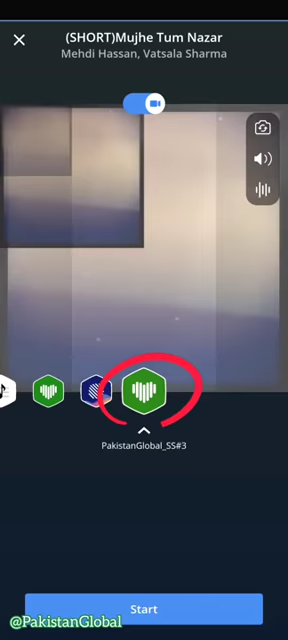 (SHORT)Mujhe Tum Nazar
Mehdi Hassan, Vatsala Sharma
PakistanGlobal_SS#3
Start
@PakistanGlobal